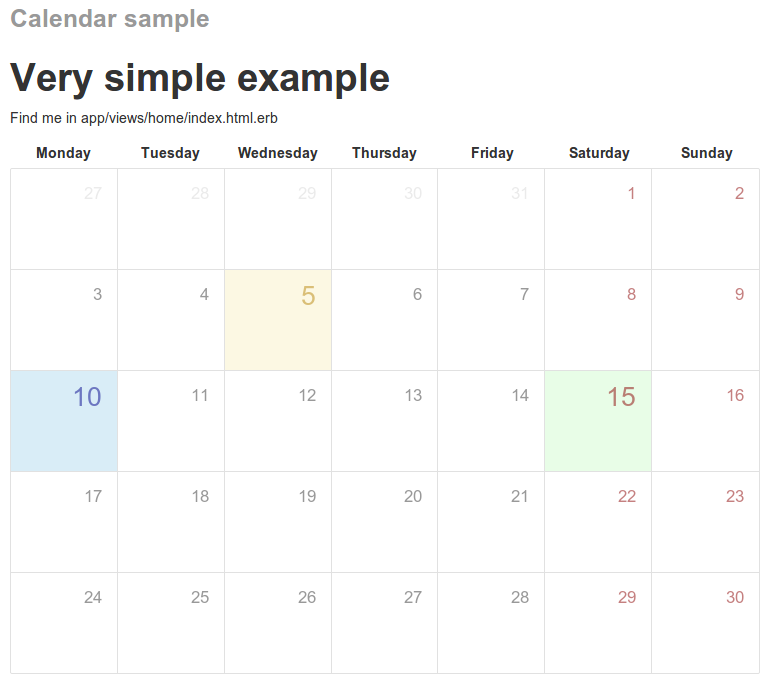 Calendar sample
Very simple example
Find me in app/views/home/index.html.erb
Monday Tuesday Wednesday Thursday Friday Saturday Sunday
27 28 29 30 31 1 2
3 4 5 6 7 8 9
10 11 12 13 14 15 16
17 18 19 20 21 22 23
24 25 26 27 28 29 30